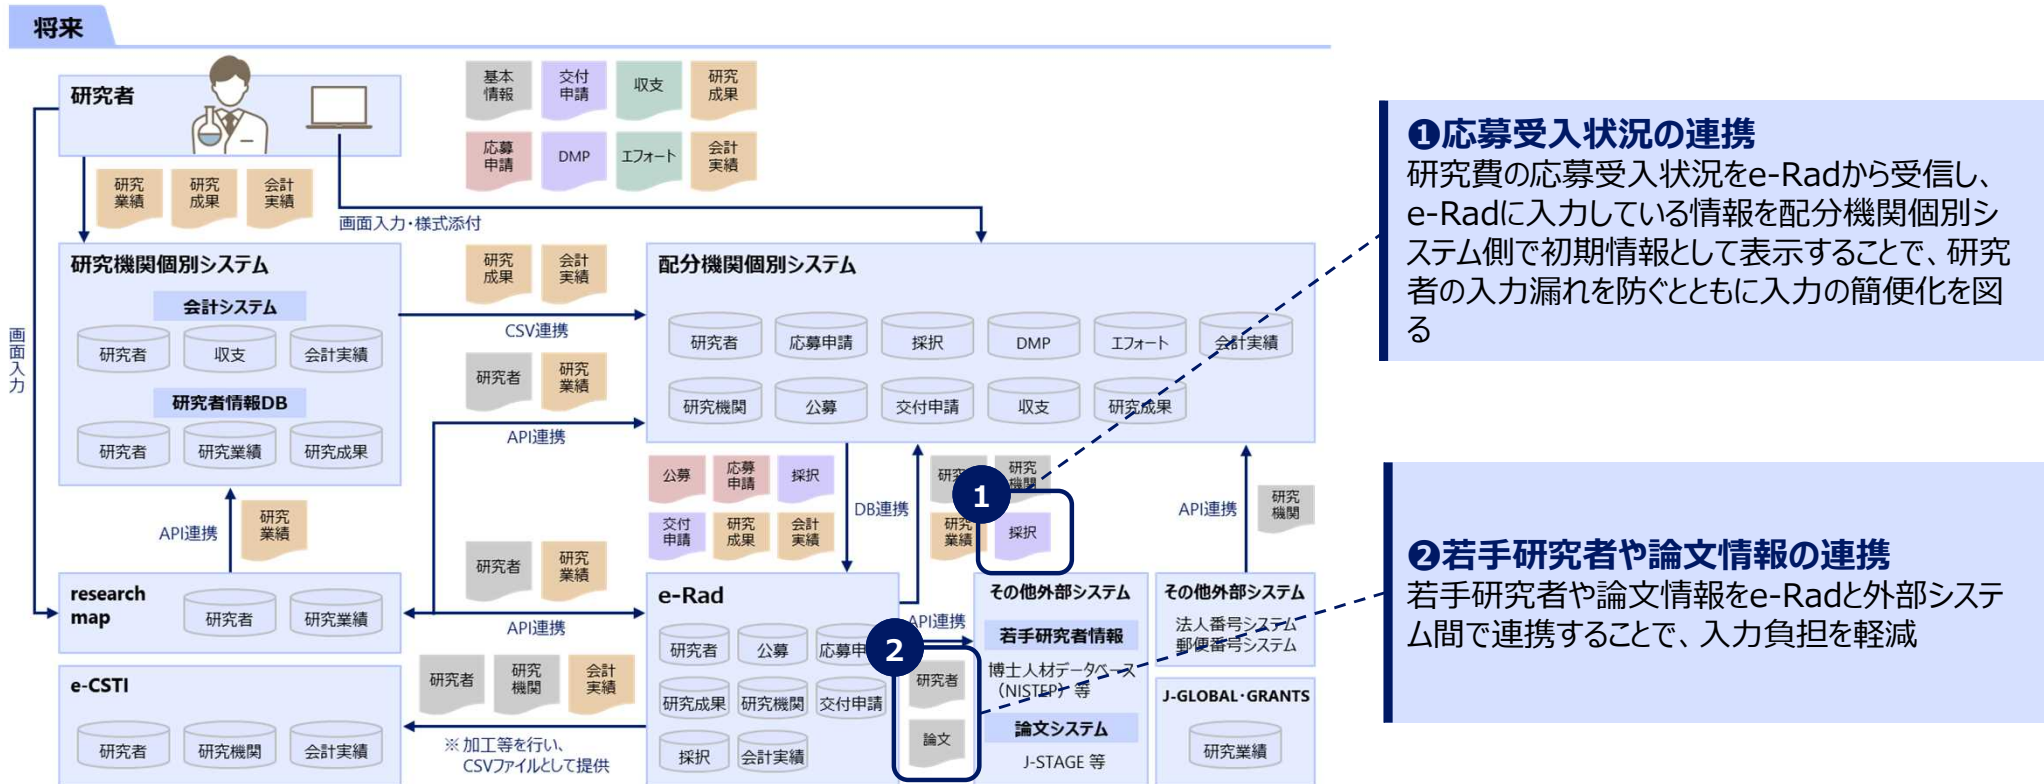 将来
研究者
基本
情報
交付
申請
収支
研究
成果
応募
申請
DMP
エフォート
会計
実績
研究
業績
研究
成果
会計
実績
画面入力・様式添付
画面入力
研究機関個別システム
会計システム
研究者
収支
会計実績
研究者情報DB
研究者
研究業績
研究成果
研究
成果
会計
実績
CSV連携
研究者
研究
業績
API連携
配分機関個別システム
研究者
応募申請
採択
DMP
エフォート
会計実績
研究機関
公募
交付申請
収支
研究成果
API連携
研究
業績
公募
応募
申請
採択
交付
申請
研究
成果
会計
実績
DB連携
研究
機関
1
研究
業績
採択
API連携
研究
機関
research
map
研究者
研究業績
研究者
研究
業績
API連携
e-Rad
研究者
公募
研究成果
研究機関
交付申請
採択
会計実績
API連携
2
研究者
論文
その他外部システム
若手研究者情報
博士人材データベース
(NISTEP) 等
論文システム
J-STAGE 等
その他外部システム
法人番号システム
郵便番号システム
J-GLOBAL・GRANTS
研究業績
e-CSTI
研究者
研究機関
会計実績
研究者
研究
機関
会計
実績
※ 加工等を行い、
CSVファイルとして提供
❶応募受入状況の連携
研究費の応募受入状況をe-Radから受信し、
e-Radに入力している情報を配分機関個別シ
ステム側で初期情報として表示することで、研究
者の入力漏れを防ぐとともに入力の簡便化を図
る
❷若手研究者や論文情報の連携
若手研究者や論文情報をe-Radと外部システ
ム間で連携することで、入力負担を軽減